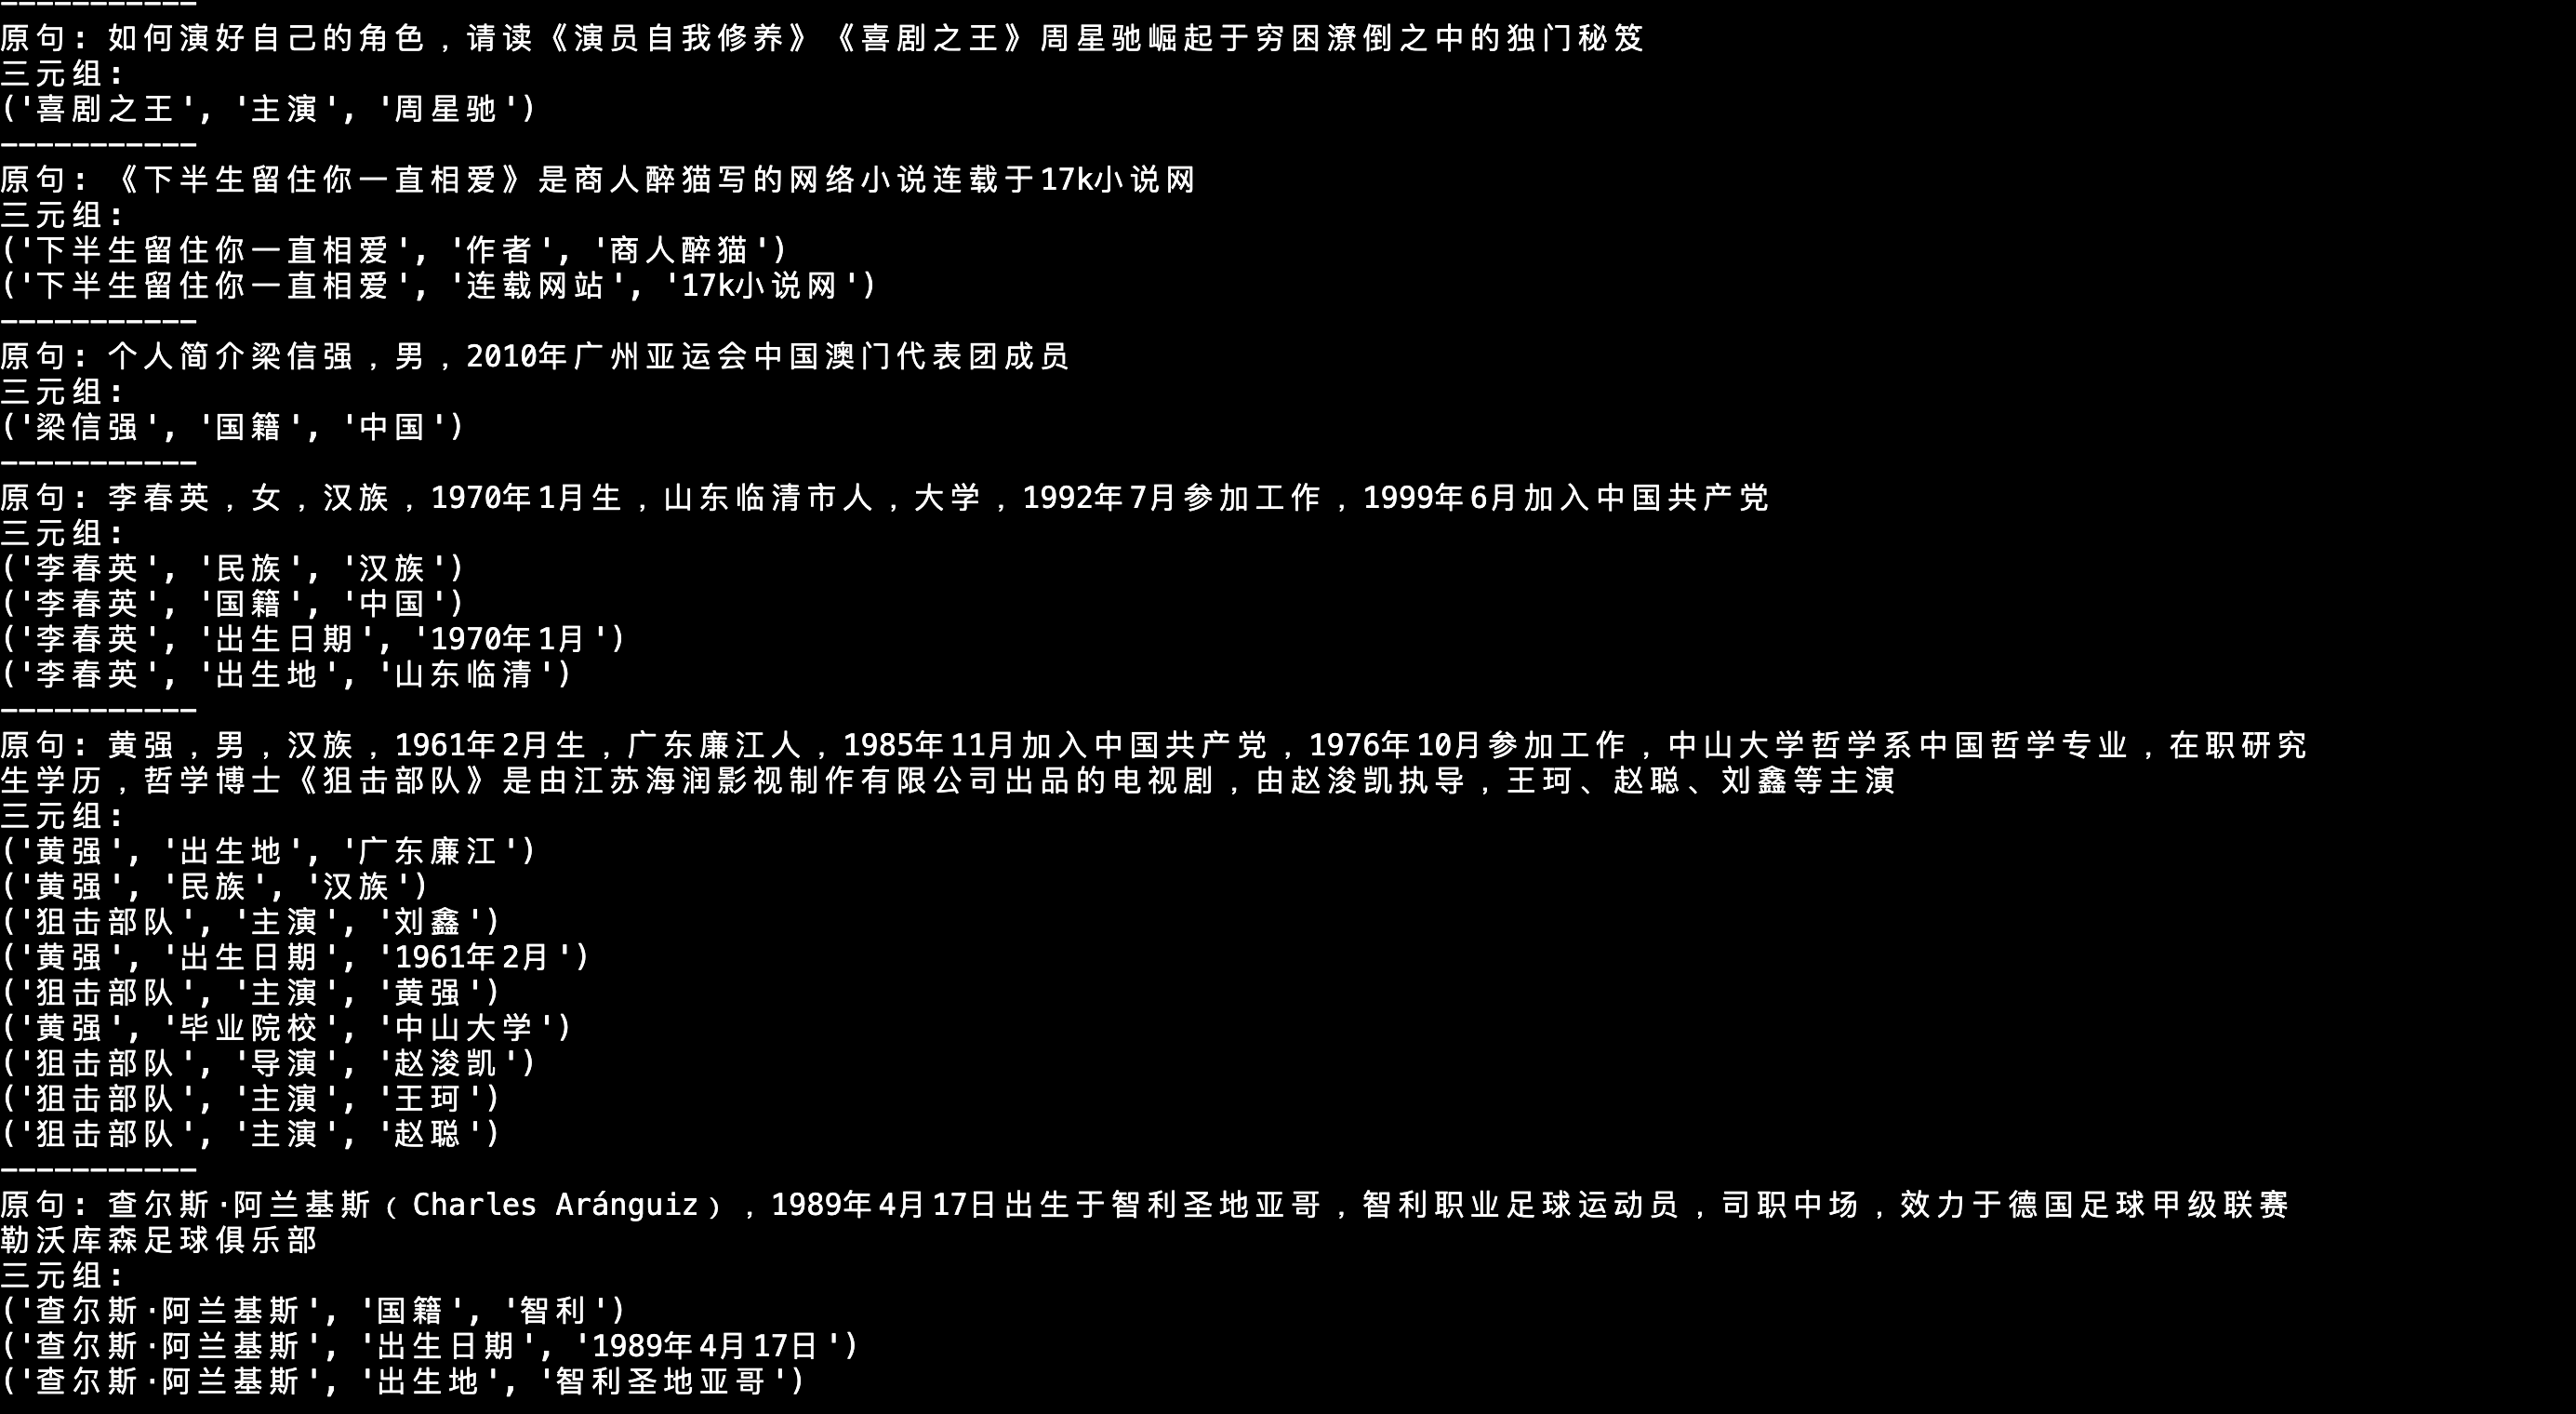 -----------
原句: 如何演好自己的角色，请读《演员自我修养》《喜剧之王》周星驰崛起于穷困潦倒之中的独门秘笈
三元组:
('喜剧之王', '主演', '周星驰')
-----------
原句: 《下半生留住你一直相爱》是商人醉猫写的网络小说连载于17k小说网
三元组:
('下半生留住你一直相爱', '作者', '商人醉猫')
('下半生留住你一直相爱', '连载网站', '17k小说网')
-----------
原句: 个人简介梁信强，男，2010年广州亚运会中国澳门代表团成员
三元组:
('梁信强', '国籍', '中国')
-----------
原句: 李春英，女，汉族，1970年1月生，山东临清市人，大学，1992年7月参加工作，1999年6月加入中国共产党
三元组:
('李春英', '民族', '汉族')
('李春英', '国籍', '中国')
('李春英', '出生日期', '1970年1月')
('李春英', '出生地', '山东临清')
-----------
原句: 黄强，男，汉族，1961年2月生，广东廉江人，1985年11月加入中国共产党，1976年10月参加工作，中山大学哲学系中国哲学专业，在职研究
生学历，哲学博士《狙击部队》是由江苏海润影视制作有限公司出品的电视剧，由赵浚凯执导，王珂、赵聪、刘鑫等主演
三元组:
('黄强', '出生地', '广东廉江')
('黄强', '民族', '汉族')
('狙击部队', '主演', '刘鑫')
('黄强', '出生日期', '1961年2月')
('狙击部队', '主演', '黄强')
('黄强', '毕业院校', '中山大学')
('狙击部队', '导演', '赵浚凯')
('狙击部队', '主演', '王珂')
('狙击部队', '主演', '赵聪')
-----------
原句: 查尔斯·阿兰基斯（Charles Aránguiz），1989年4月17日出生于智利圣地亚哥，智利职业足球运动员，司职中场，效力于德国足球甲级联赛
勒沃库森足球俱乐部
三元组:
('查尔斯·阿兰基斯', '国籍', '智利')
('查尔斯·阿兰基斯', '出生日期', '1989年4月17日')
('查尔斯·阿兰基斯', '出生地', '智利圣地亚哥')